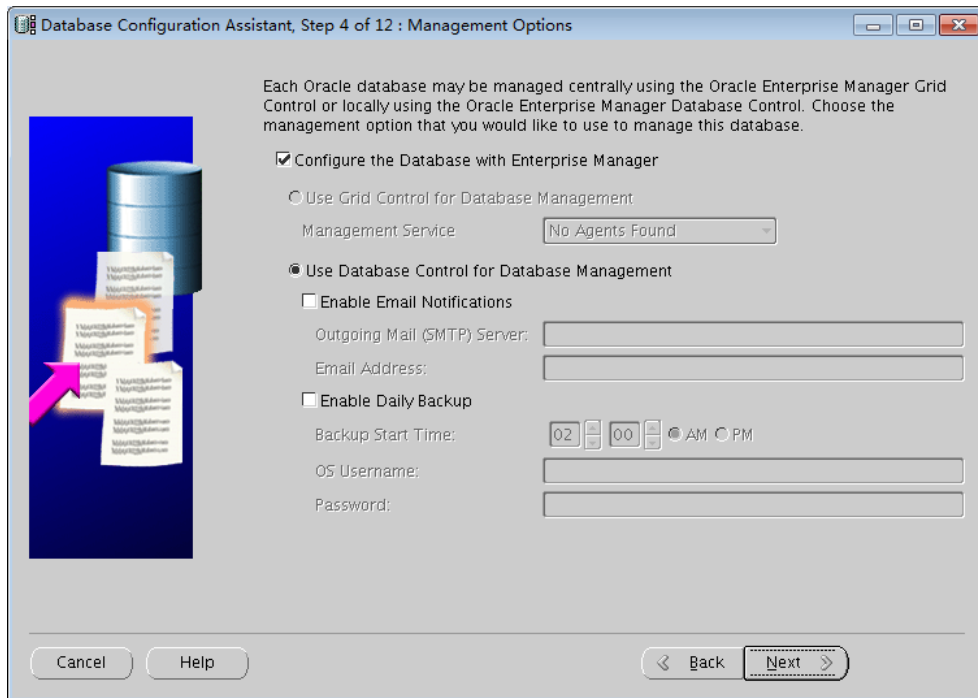 Database Configuration Assistant, Step 4 of 12 : Management Options
Each Oracle database may be managed centrally using the Oracle Enterprise Manager Grid
Control or locally using the Oracle Enterprise Manager Database Control. Choose the
management option that you would like to use to manage this database.
Configure the Database with Enterprise Manager
Use Grid Control for Database Management
Management Service No Agents Found
Use Database Control for Database Management
Enable Email Notifications
Outgoing Mail (SMTP) Server:
Email Address:
Enable Daily Backup
Backup Start Time: 02 00 AM PM
OS Username:
Password:
Cancel Help Back Next